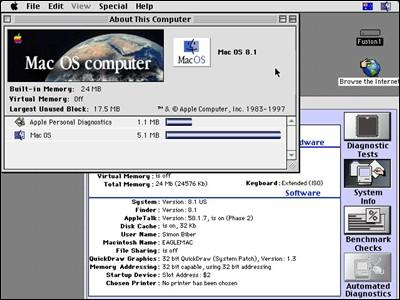 File Edit View Special Help
About This Computer
Mac OS computer
Mac OS
Mac OS 8.1
Built-in Memory: 24 MB
Virtual Memory: Off
Largest Unused Block: 17.5 MB ™ & © Apple Computer, Inc. 1983-1997
Apple Personal Diagnostics 1.1 MB
Mac OS 5.1 MB
Fusion1
Browse the Internet
Virtual Memory: is off
Total Memory: 24 MB (24576 Kb) Keyboard: Extended (ISO)
Software
System: Version: 8.1 US
Finder: Version: 8.1
AppleTalk: Version: 58.1.7, is on (Phase 2)
Disk Cache: is on, 32 Kb
User Name: Simon Biber
Macintosh Name: EAGLEMAC
File Sharing: is off
QuickDraw Graphics: 32 bit QuickDraw (System Patch), Version: 1.3
Memory Addressing: 32 bit capable, using 32 bit addressing
Startup Device: Slot Address: $2
Chosen Printer: No printer has been chosen
Diagnostic
Tests
System
Info
Benchmark
Checks
Automated
Diagnostics